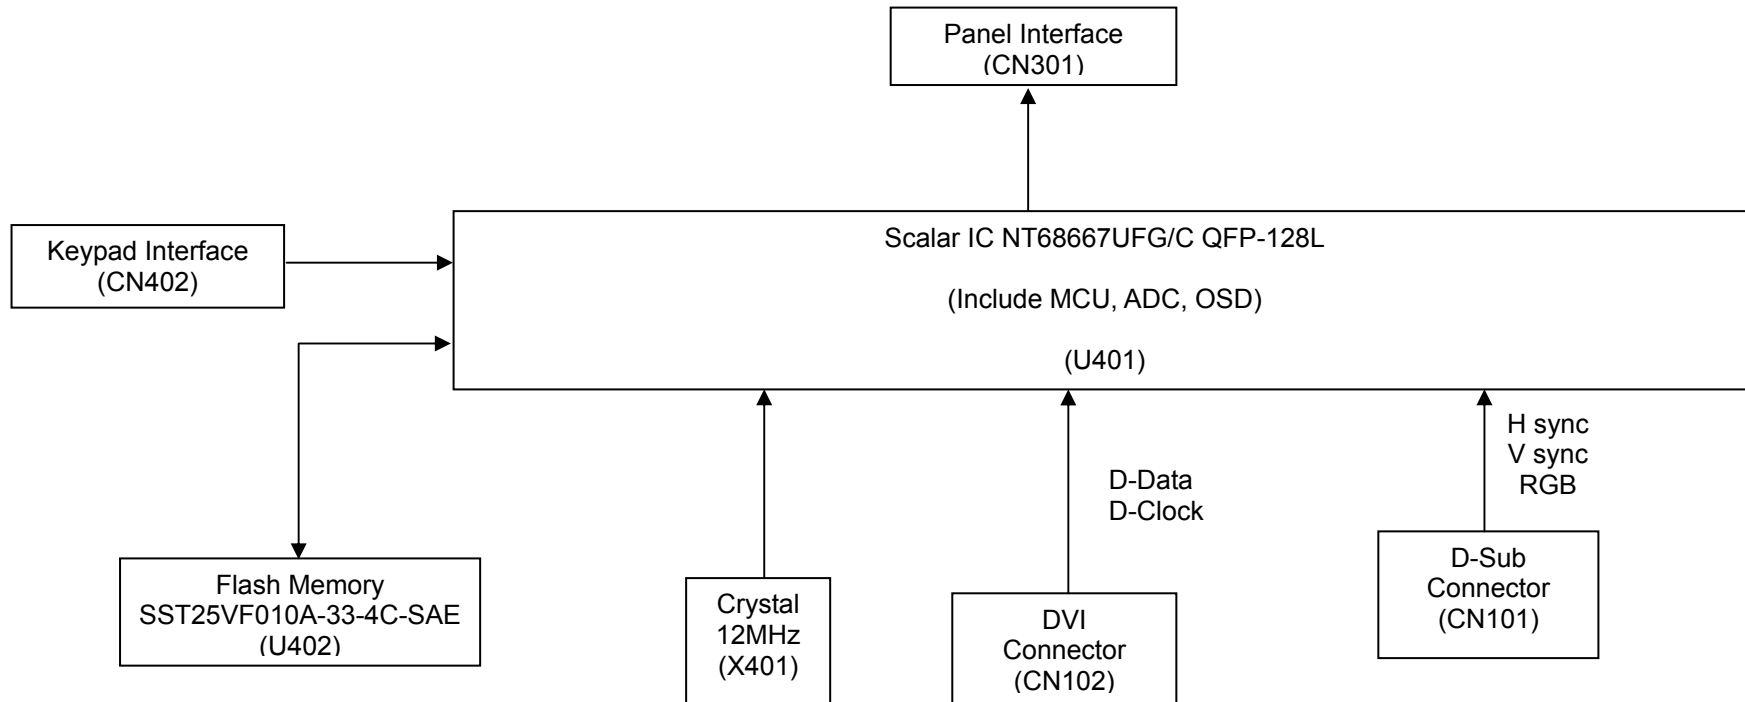 Panel Interface
(CN301)
Keypad Interface
(CN402)
Scalar IC NT68667UFG/C QFP-128L
(Include MCU, ADC, OSD)
(U401)
H sync
V sync
RGB
D-Data
D-Clock
Flash Memory
SST25VF010A-33-4C-SAE
(U402)
Crystal
12MHz
(X401)
DVI
Connector
(CN102)
D-Sub
Connector
(CN101)